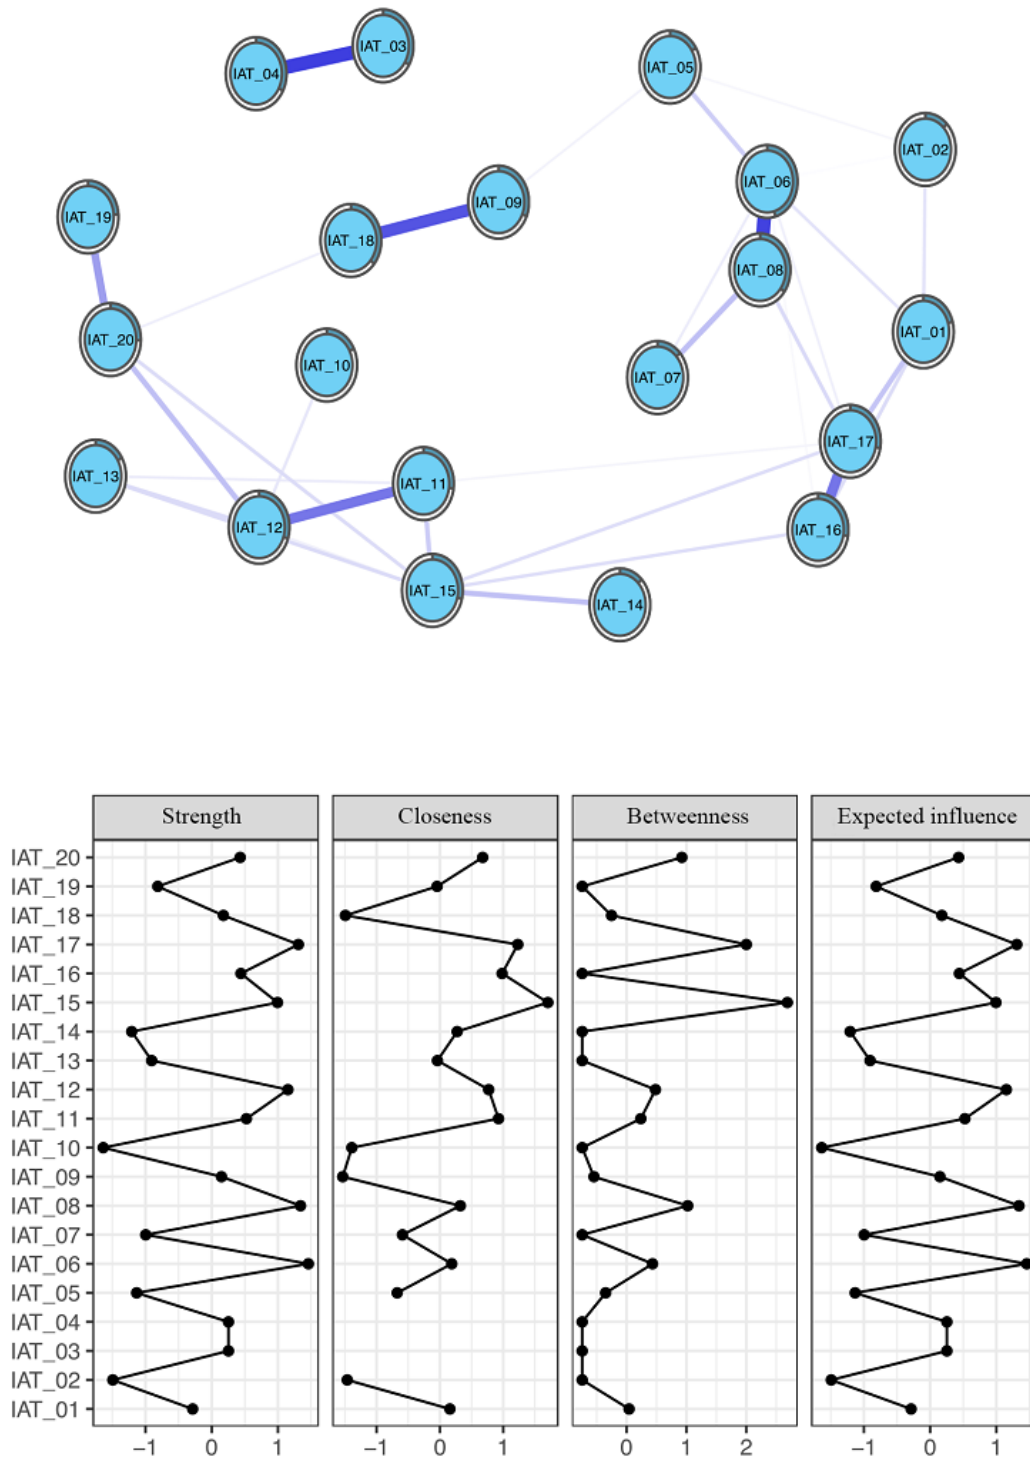 IAT_03
IAT_04
IAT_05
IAT_02
IAT_06
IAT_09
IAT_19
IAT_18
IAT_08
IAT_01
IAT_20
IAT_10
IAT_07
IAT_17
IAT_13
IAT_11
IAT_12
IAT_16
IAT_15
IAT_14
Strength Closeness Betweenness Expected influence
IAT_20
IAT_19
IAT_18
IAT_17
IAT_16
IAT_15
IAT_14
IAT_13
IAT_12
IAT_11
IAT_10
IAT_09
IAT_08
IAT_07
IAT_06
IAT_05
IAT_04
IAT_03
IAT_02
IAT_01
−1 0 1 −1 0 1 0 1 2 −1 0 1